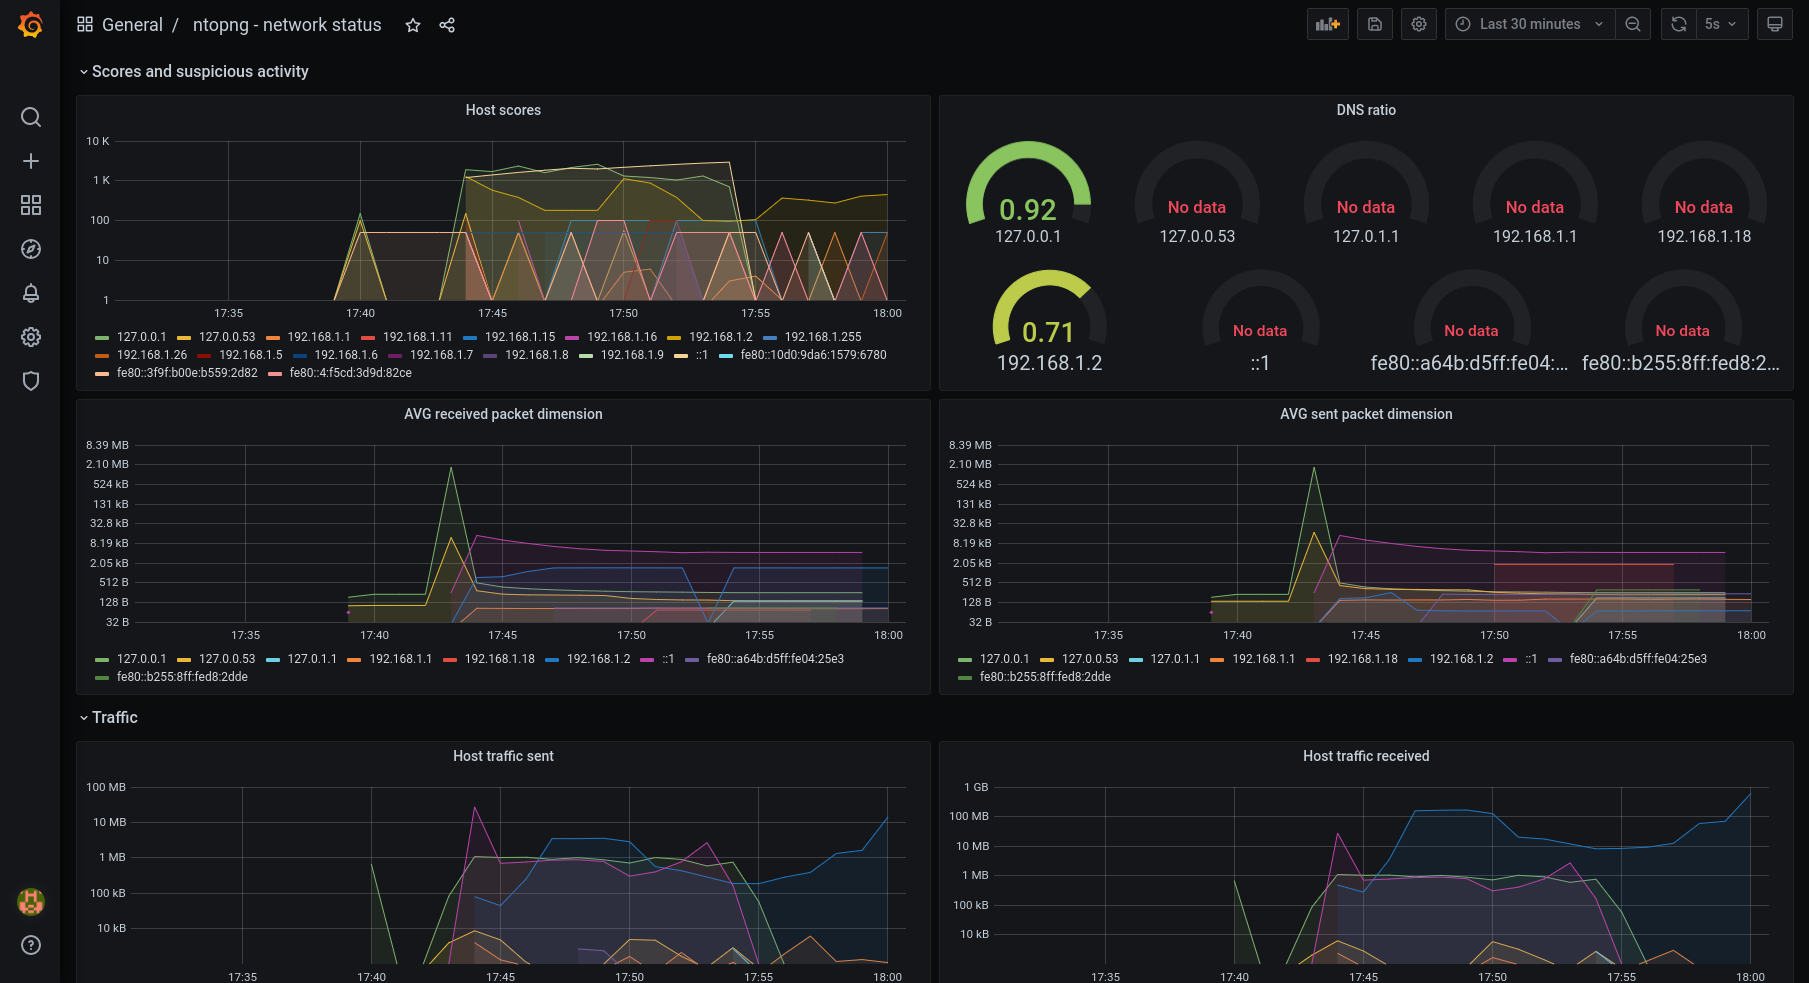 General / ntopng - network status
Last 30 minutes
5s
Scores and suspicious activity
Host scores
10 K
1 K
100
10
1
17:35 17:40 17:45 17:50 17:55 18:00
127.0.0.1 127.0.0.53 192.168.1.1 192.168.1.11 192.168.1.15 192.168.1.16 192.168.1.2 192.168.1.255
192.168.1.26 192.168.1.5 192.168.1.6 192.168.1.7 192.168.1.8 192.168.1.9 ::1 fe80::10d0:9da6:1579:6780
fe80::3f9f:b00e:b559:2d82 fe80::4:f5cd:3d9d:82ce
DNS ratio
0.92 No data No data No data No data
127.0.0.1 127.0.0.53 127.0.1.1 192.168.1.1 192.168.1.18
0.71 No data No data No data
192.168.1.2 ::1 fe80::a64b:d5ff:fe04:... fe80::b255:8ff:fed8:2...
AVG received packet dimension
8.39 MB
2.10 MB
524 kB
131 kB
32.8 kB
8.19 kB
2.05 kB
512 B
128 B
32 B
17:35 17:40 17:45 17:50 17:55 18:00
127.0.0.1 127.0.0.53 127.0.1.1 192.168.1.1 192.168.1.18 192.168.1.2 ::1 fe80::a64b:d5ff:fe04:25e3
fe80::b255:8ff:fed8:2dde
AVG sent packet dimension
8.39 MB
2.10 MB
524 kB
131 kB
32.8 kB
8.19 kB
2.05 kB
512 B
128 B
32 B
17:35 17:40 17:45 17:50 17:55 18:00
127.0.0.1 127.0.0.53 127.0.1.1 192.168.1.1 192.168.1.18 192.168.1.2 ::1 fe80::a64b:d5ff:fe04:25e3
fe80::b255:8ff:fed8:2dde
Traffic
Host traffic sent
100 MB
10 MB
1 MB
100 kB
10 kB
17:35 17:40 17:45 17:50 17:55 18:00
Host traffic received
1 GB
100 MB
10 MB
1 MB
100 kB
10 kB
17:35 17:40 17:45 17:50 17:55 18:00